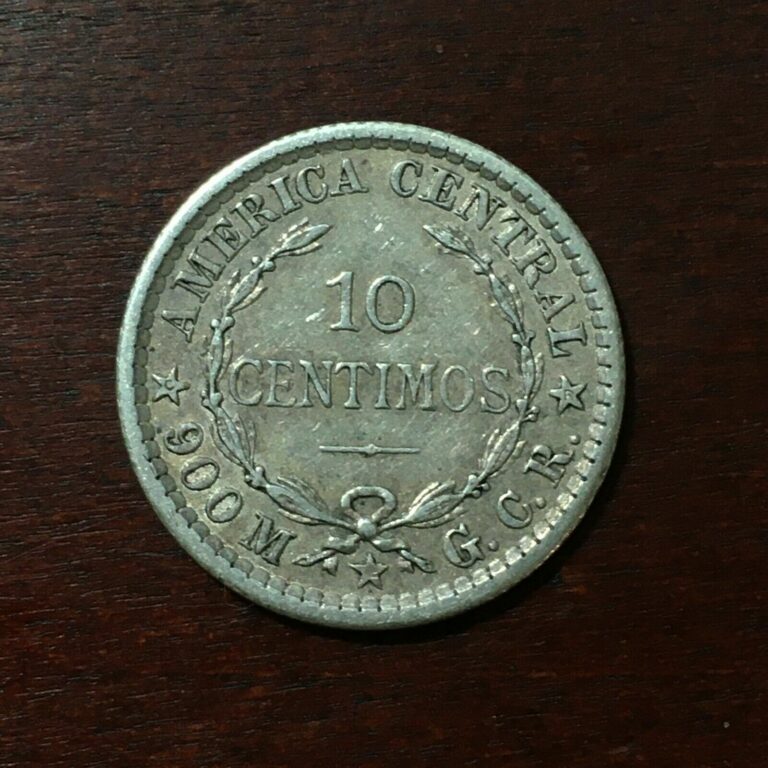 AMERICA CENTRAL
10
CENTIMOS
900 M G. C. R.